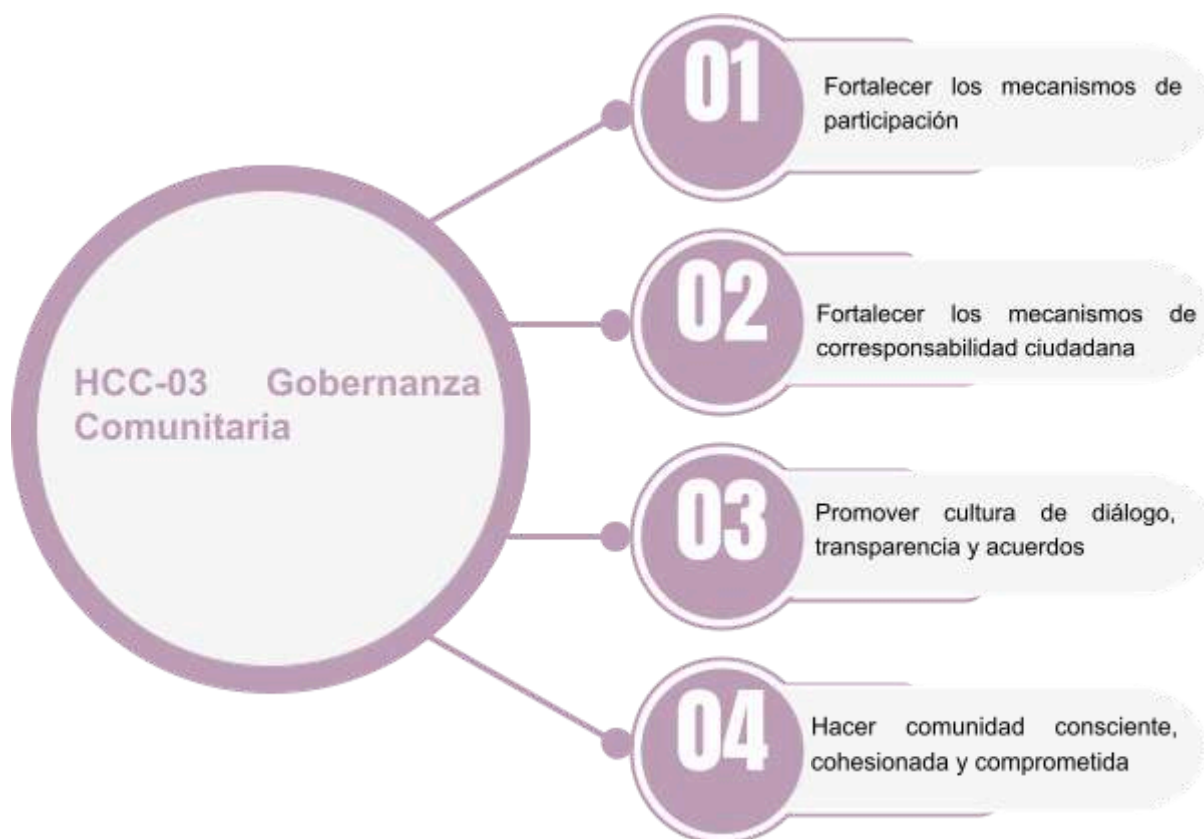 HCC-03 Gobernanza
Comunitaria
01
Fortalecer los mecanismos de
participación
02
Fortalecer los mecanismos de
corresponsabilidad ciudadana
03
Promover cultura de diálogo,
transparencia y acuerdos
04
Hacer comunidad consciente,
cohesionada y comprometida